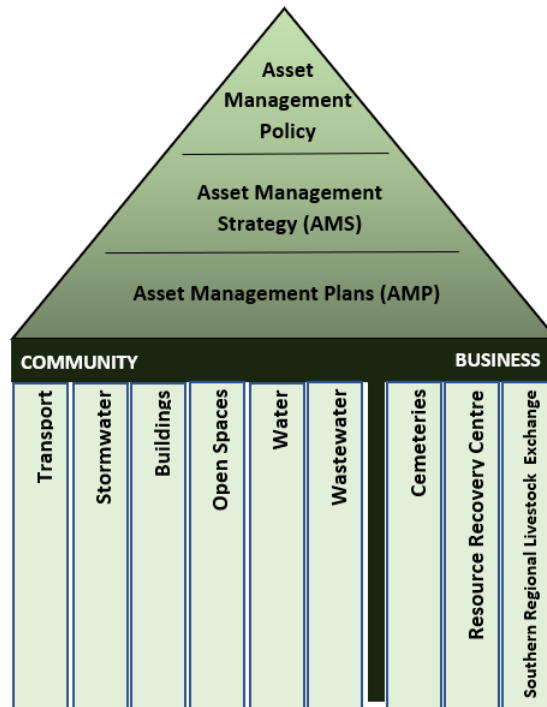 Asset
Management
Policy
Asset Management
Strategy (AMS)
Asset Management Plans (AMP)
COMMUNITY
BUSINESS
Transport
Stormwater
Buildings
Open Spaces
Water
Wastewater
Cemeteries
Resource Recovery Centre
Southern Regional Livestock Exchange